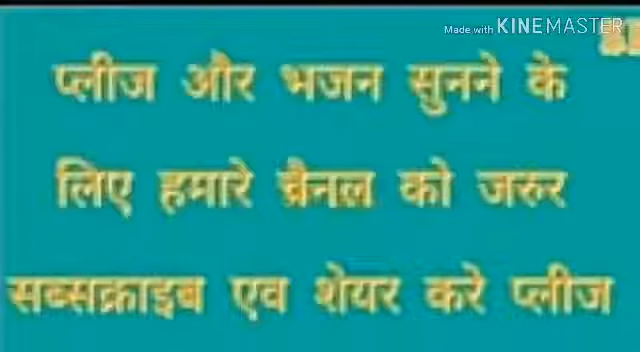 Made with KINEMASTER
प्लीज और भजन सुनने के
लिए हमारे चैनल को जरुर
सब्सक्राइब एव शेयर करे प्लीज